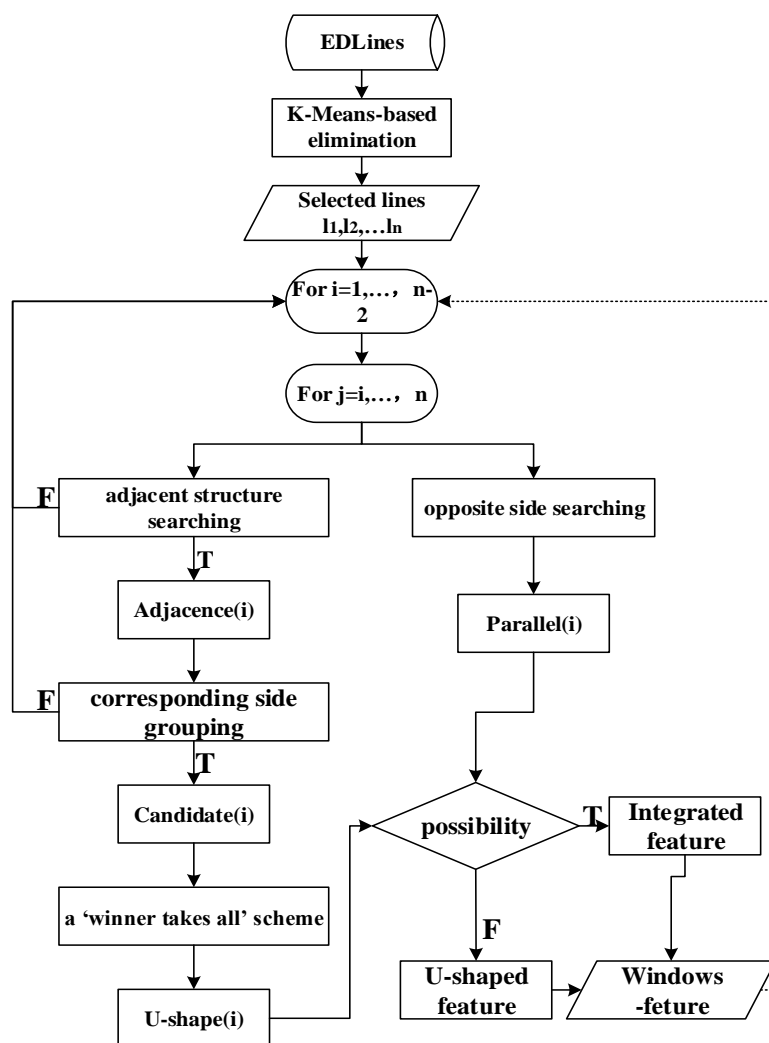 EDLines
K-Means-based
elimination
Selected lines
l1,l2,…ln
For i=1,…，n-
2
For j=i,…，n
F
adjacent structure
searching
opposite side searching
T
Adjacence(i)
Parallel(i)
F
corresponding side
grouping
T
Candidate(i)
possibility
T
Integrated
feature
a ‘winner takes all’ scheme
F
U-shaped
feature
Windows
-feture
U-shape(i)